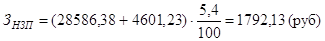 З_НЗП = (28586,38 + 4601,23) · 5,4/100 = 1792,13 (руб)